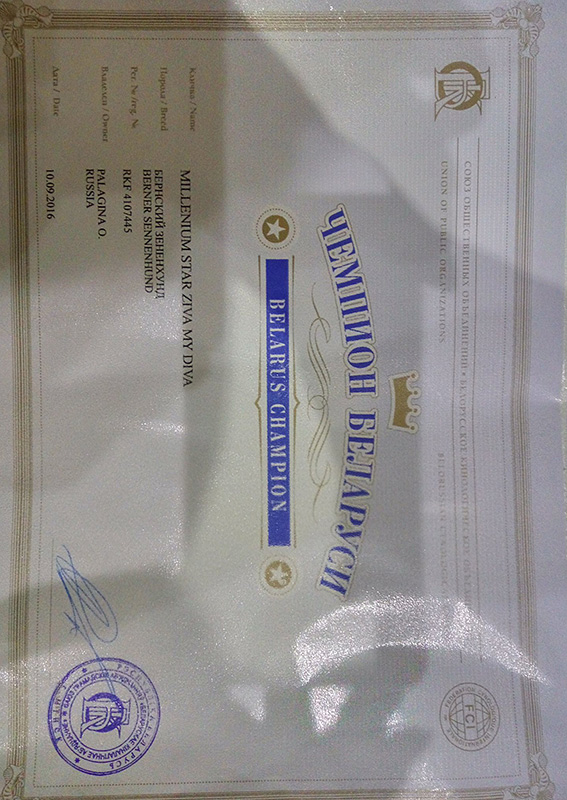 СОЮЗ ОБЩЕСТВЕННЫХ ОБЪЕДИНЕНИЙ • БЕЛОРУССКОЕ КИНОЛОГИЧЕСКОЕ
UNION OF PUBLIC ORGANIZATIONS
FCI
ЧЕМПИОН БЕЛАРУСИ
BELARUS CHAMPION
Кличка / Name MILLENIUM STAR ZIVA MY DIVA
Порода / Breed БЕРНСКИЙ ЗЕНЕНХУНД
BERNER SENNENHUND
Рег. № /reg. № RKF 4107445
Владелец / Owner PALAGINA O.
RUSSIA
Дата / Date 10.09.2016